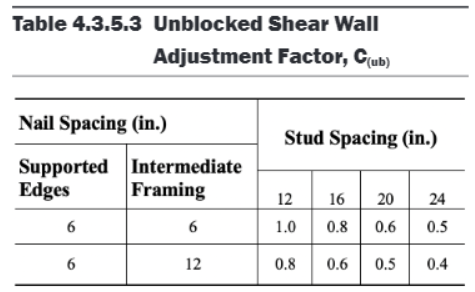 Table 4.3.5.3 Unblocked Shear Wall
Adjustment Factor, C(ub)
Nail Spacing (in.) Stud Spacing (in.)
Supported Edges Intermediate Framing 12 16 20 24
6 6 1.0 0.8 0.6 0.5
6 12 0.8 0.6 0.5 0.4